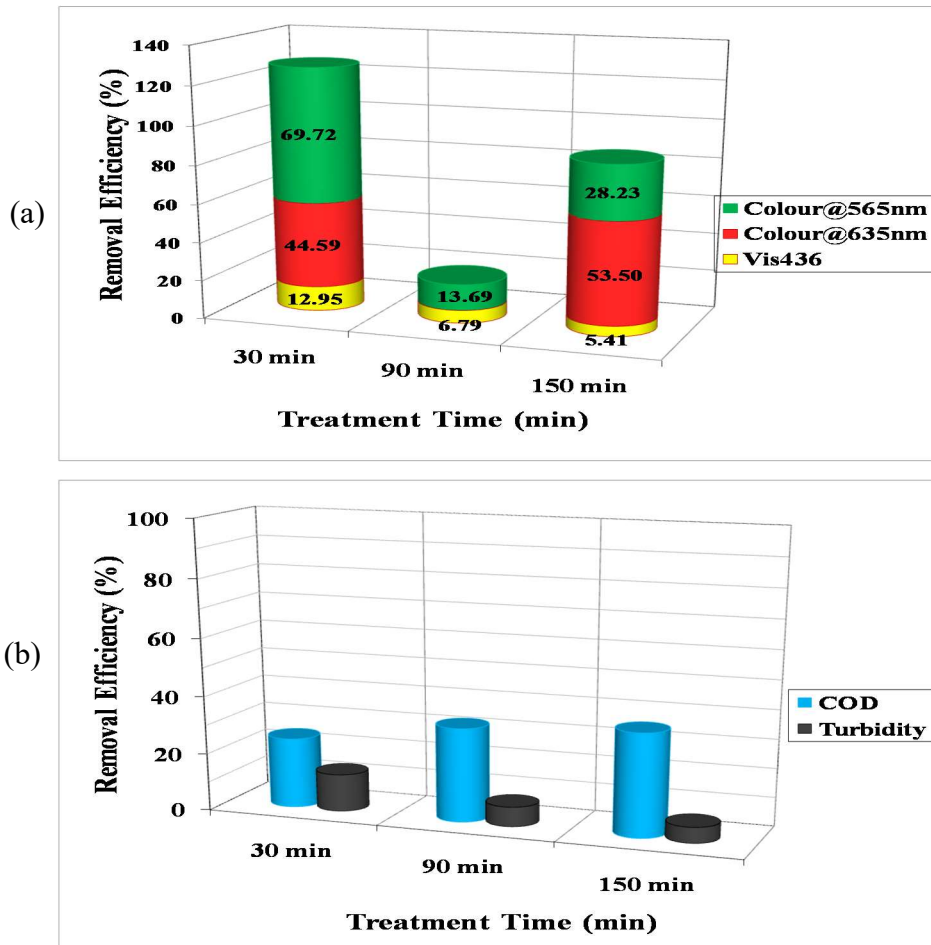 (a)
Removal Efficiency (%)
140
120
100
80
60
40
20
0
69.72
44.59
12.95
13.69
6.79
28.23
53.50
5.41
30 min
90 min
150 min
Treatment Time (min)
Colour@565nm
Colour@635nm
Vis436
(b)
Removal Efficiency (%)
100
80
60
40
20
0
30 min
90 min
150 min
Treatment Time (min)
COD
Turbidity